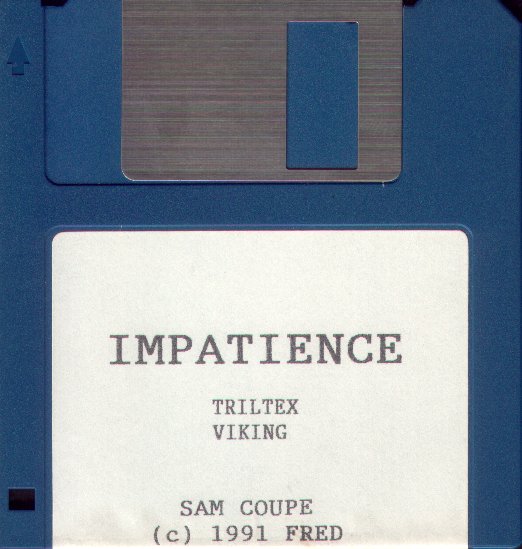 IMPATIENCE
TRILTEX
VIKING
SAM COUPE
(c) 1991 FRED